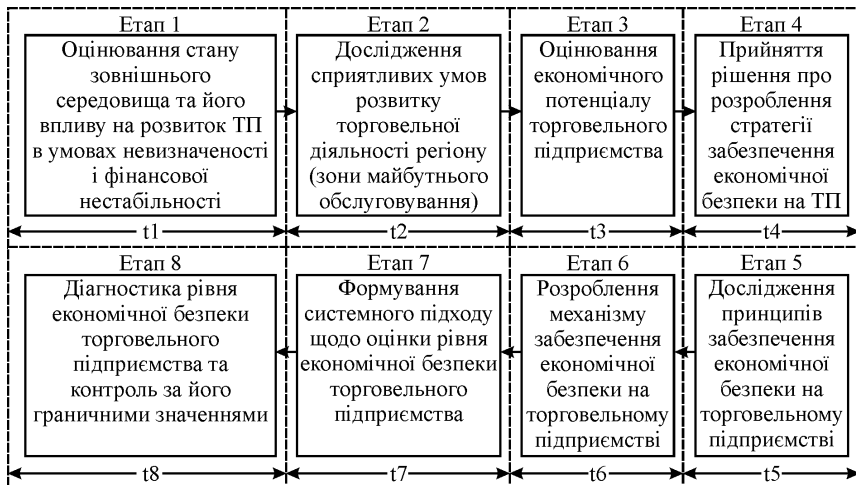 Етап 1
Оцінювання стану
зовнішнього
середовища та його
впливу на розвиток ТП
в умовах невизначеності
і фінансової
нестабільності
t1
Етап 2
Дослідження
сприятливих умов
розвитку
торговельної
діяльності регіону
(зони майбутнього
обслуговування)
t2
Етап 3
Оцінювання
економічного
потенціалу
торговельного
підприємства
t3
Етап 4
Прийняття
рішення про
розроблення
стратегії
забезпечення
економічної
безпеки на ТП
t4
Етап 8
Діагностика рівня
економічної безпеки
торговельного
підприємства та
контроль за його
граничними значеннями
t8
Етап 7
Формування
системного підходу
щодо оцінки рівня
економічної безпеки
торговельного
підприємства
t7
Етап 6
Розроблення
механізму
забезпечення
економічної
безпеки на
торговельному
підприємстві
t6
Етап 5
Дослідження
принципів
забезпечення
економічної
безпеки на
торговельному
підприємстві
t5